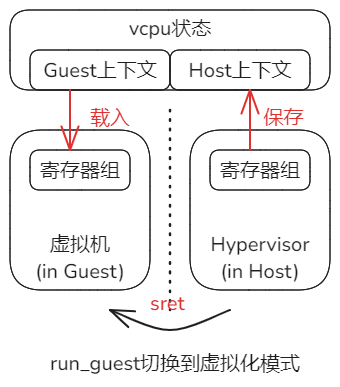 vcpu状态
Guest上下文 Host上下文
载入 保存
寄存器组 寄存器组
虚拟机 Hypervisor
(in Guest) (in Host)
sret
run_guest切换到虚拟化模式